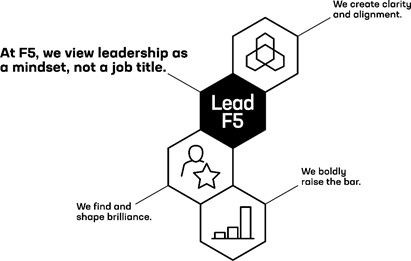 We create clarity
and alignment.
At F5, we view leadership as
a mindset, not a job title.
Lead
F5
We boldly
raise the bar.
We find and
shape brilliance.